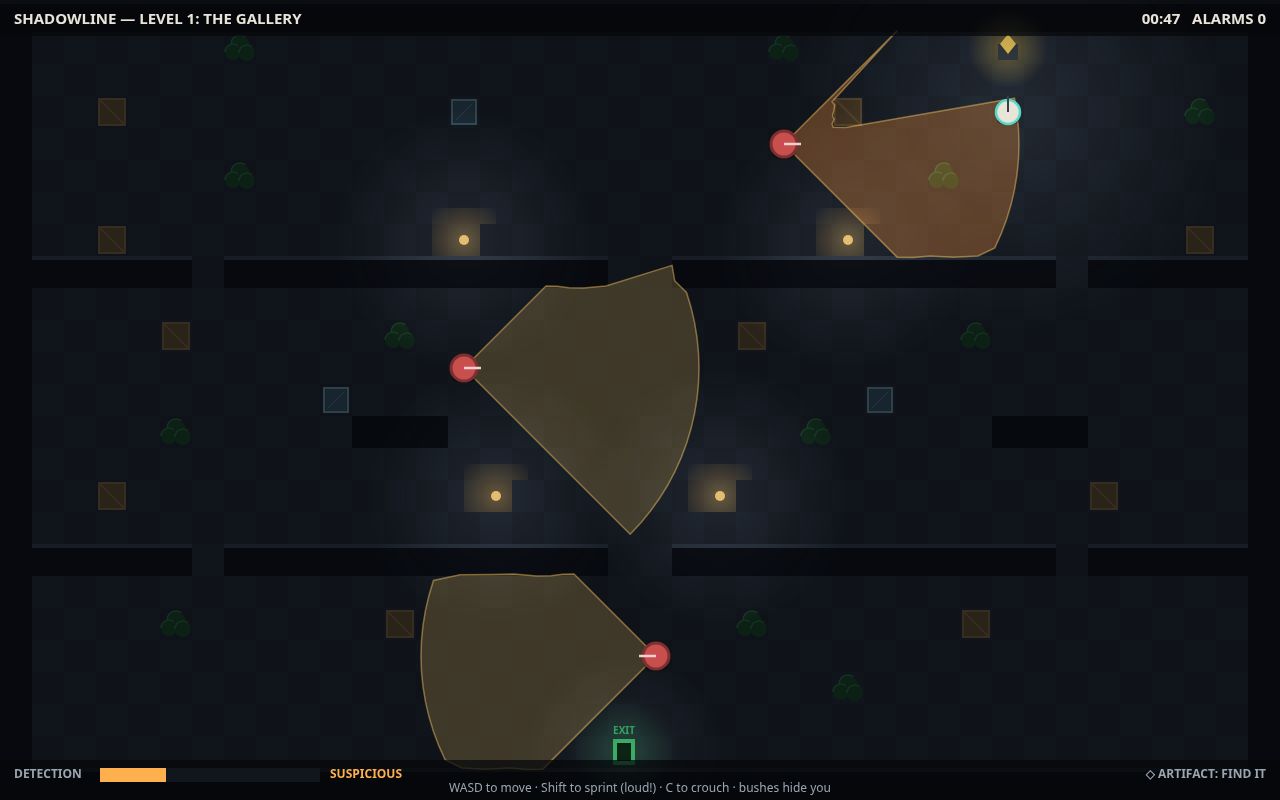 SHADOWLINE — LEVEL 1: THE GALLERY
00:47 ALARMS 0
EXIT
DETECTION SUSPICIOUS
◇ ARTIFACT: FIND IT
WASD to move · Shift to sprint (loud!) · C to crouch · bushes hide you